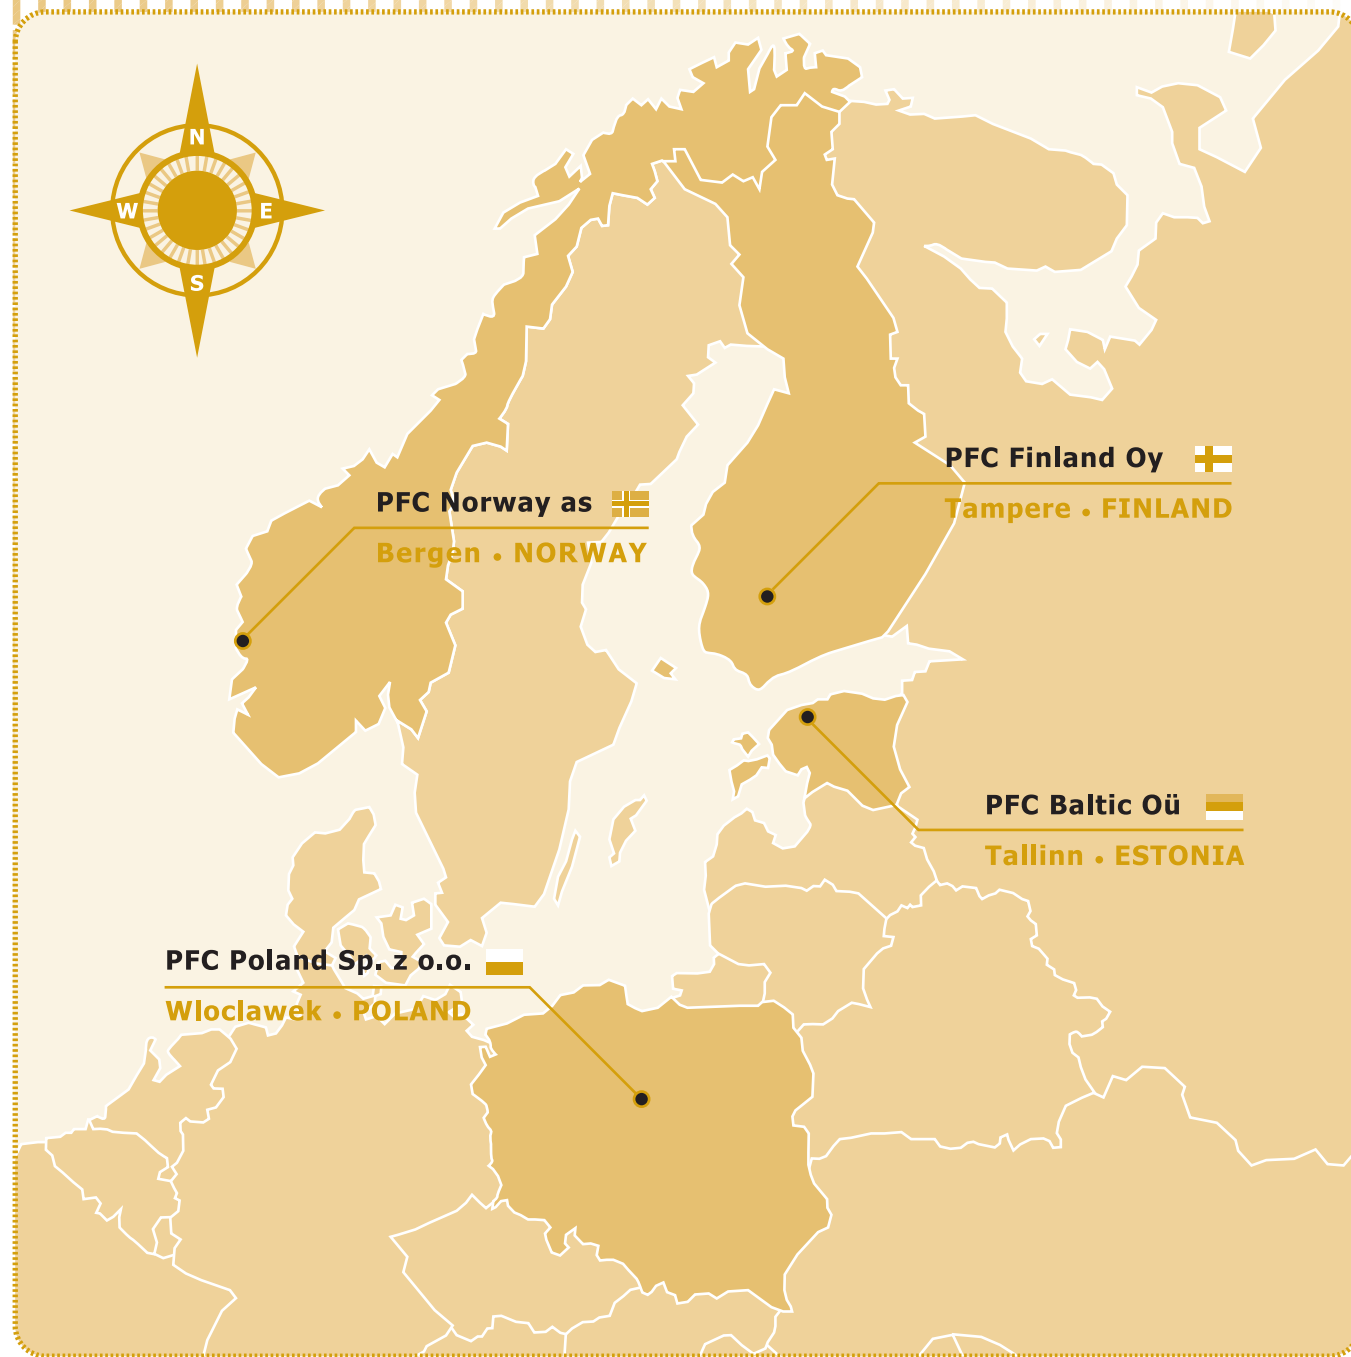 N
W E
S
PFC Finland Oy
Tampere • FINLAND
PFC Norway as
Bergen • NORWAY
PFC Baltic Oü
Tallinn • ESTONIA
PFC Poland Sp. z o.o.
Wloclawek • POLAND